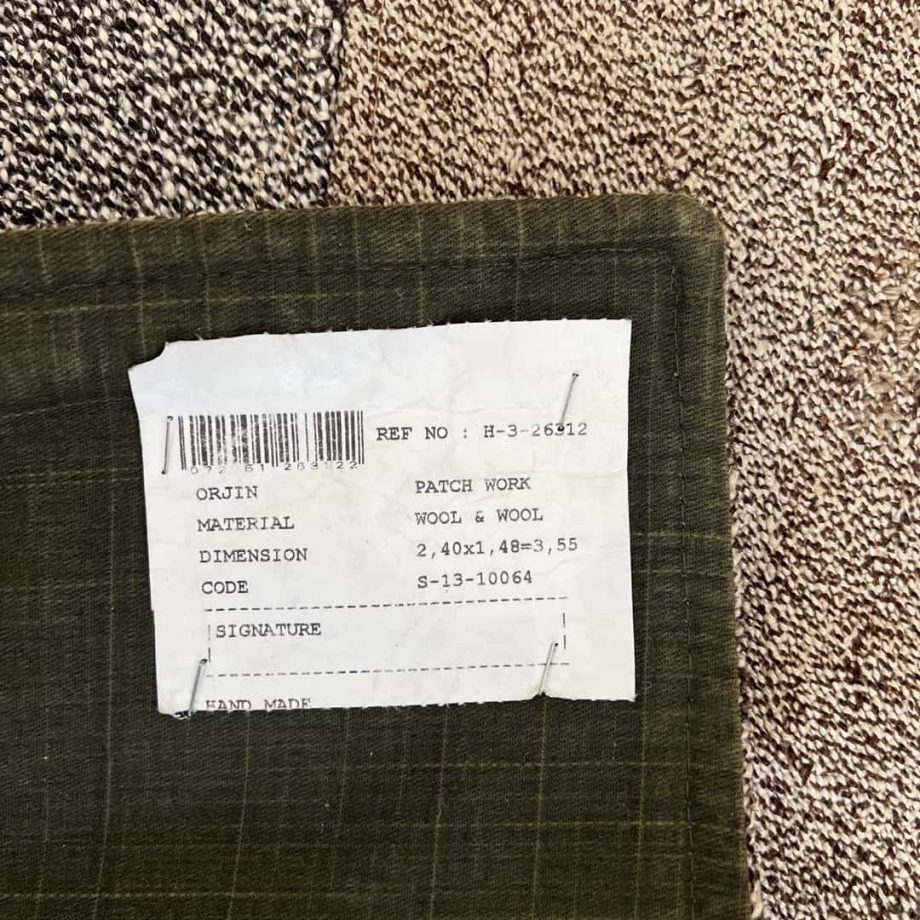 REF NO : H-3-26312
ORJIN PATCH WORK
MATERIAL WOOL & WOOL
DIMENSION 2,40x1,48=3,55
CODE S-13-10064
SIGNATURE
HAND MADE